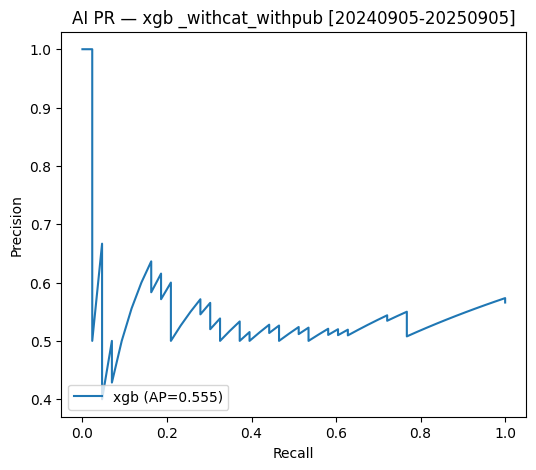 AI PR — xgb _withcat_withpub [20240905-20250905]
Precision
1.0
0.9
0.8
0.7
0.6
0.5
0.4
xgb (AP=0.555)
0.0 0.2 0.4 0.6 0.8 1.0
Recall